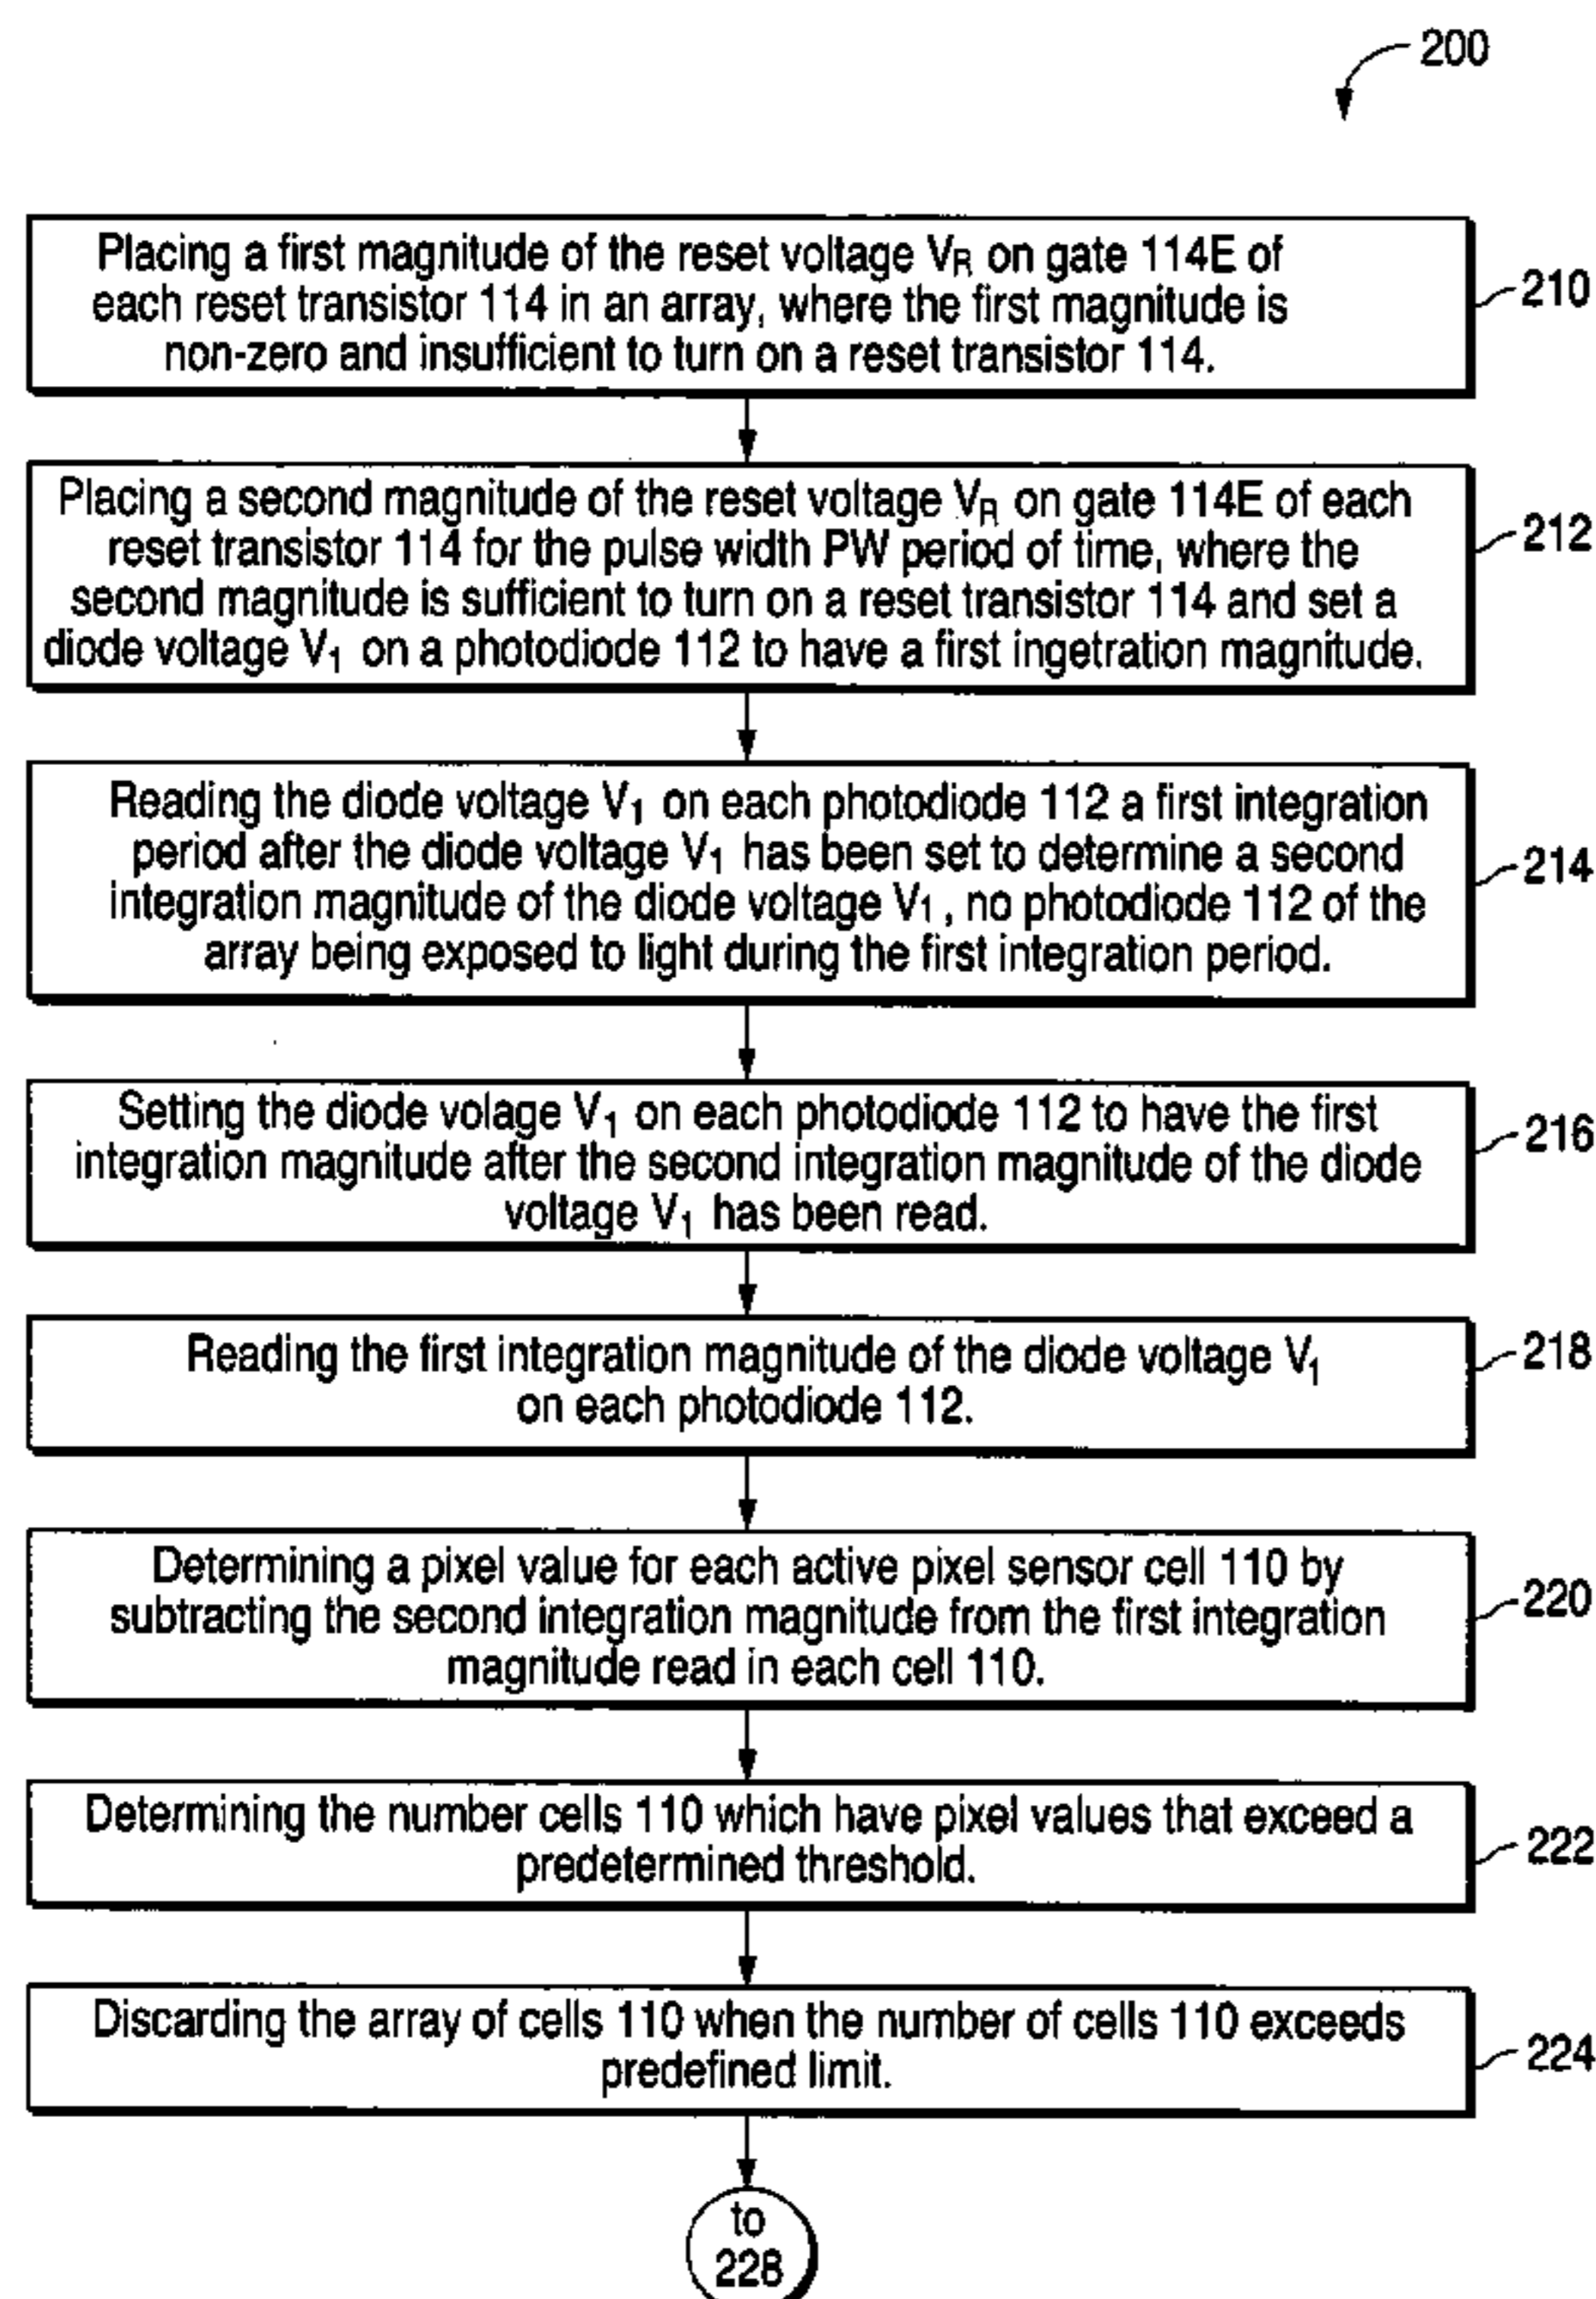 200
Placing a first magnitude of the reset voltage VR on gate 114E of
each reset transistor 114 in an array, where the first magnitude is
non-zero and insufficient to turn on a reset transistor 114.
210
Placing a second magnitude of the reset voltage VR on gate 114E of each
reset transistor 114 for the pulse width PW period of time, where the
second magnitude is sufficient to turn on a reset transistor 114 and set a
diode voltage V1 on a photodiode 112 to have a first ingetration magnitude.
212
Reading the diode voltage V1 on each photodiode 112 a first integration
period after the diode voltage V1 has been set to determine a second
integration magnitude of the diode voltage V1, no photodiode 112 of the
array being exposed to light during the first integration period.
214
Setting the diode volage V1 on each photodiode 112 to have the first
integration magnitude after the second integration magnitude of the diode
voltage V1 has been read.
216
Reading the first integration magnitude of the diode voltage V1
on each photodiode 112.
218
Determining a pixel value for each active pixel sensor cell 110 by
subtracting the second integration magnitude from the first integration
magnitude read in each cell 110.
220
Determining the number cells 110 which have pixel values that exceed a
predetermined threshold.
222
Discarding the array of cells 110 when the number of cells 110 exceeds
predefined limit.
224
to
228